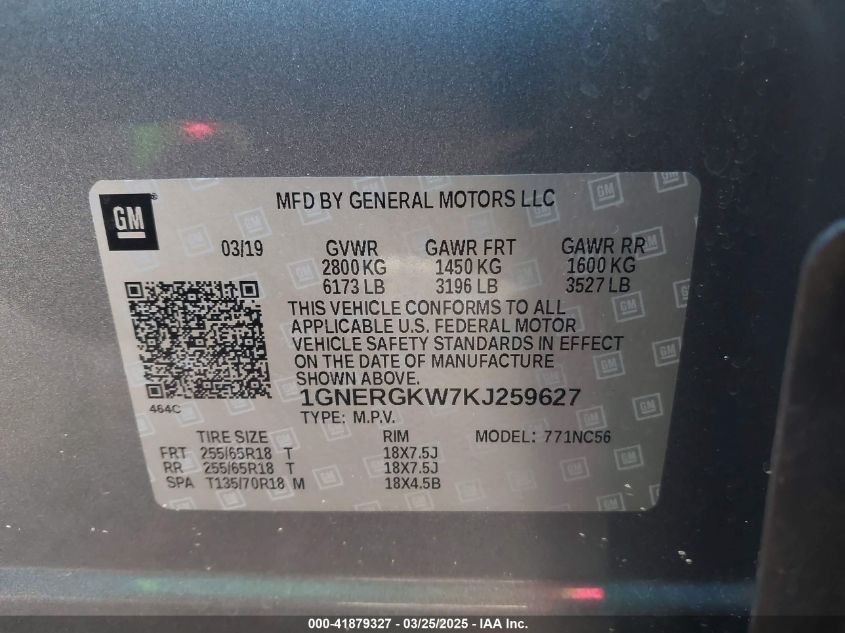 MFD BY GENERAL MOTORS LLC
GM
03/19 GVWR GAWR FRT GAWR RR
2800 KG 1450 KG 1600 KG
6173 LB 3196 LB 3527 LB
THIS VEHICLE CONFORMS TO ALL
APPLICABLE U.S. FEDERAL MOTOR
VEHICLE SAFETY STANDARDS IN EFFECT
ON THE DATE OF MANUFACTURE
SHOWN ABOVE.
1GNERGKW7KJ259627
464C
TYPE: M.P.V.
TIRE SIZE RIM MODEL: 771NC56
FRT 255/65R18 T 18X7.5J
RR 255/65R18 T 18X7.5J
SPA T135/70R18 M 18X4.5B
000-41879327 / 03/25/2025 - IAA Inc.